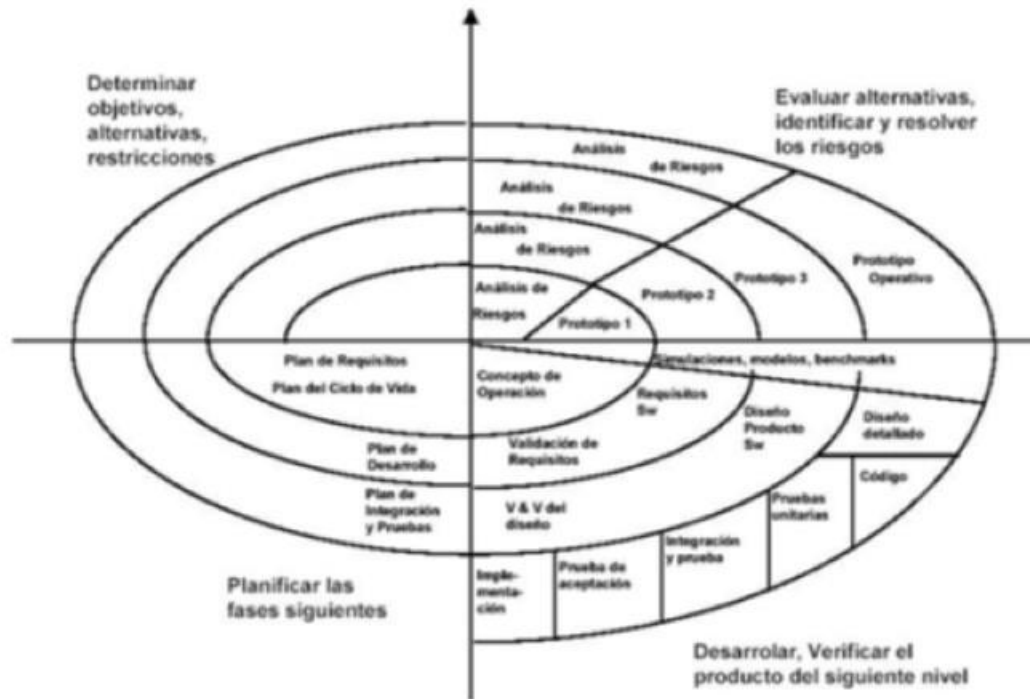 Determinar
objetivos,
alternativas,
restricciones
Evaluar alternativas,
identificar y resolver
los riesgos
Análisis
de Riesgos
Análisis
de Riesgos
Análisis
de Riesgos
Análisis de
Riesgos
Prototipo 1
Prototipo 2
Prototipo 3
Prototipo
Operativo
Simulaciones, modelos, benchmarks
Plan de Requisitos
Plan del Ciclo de Vida
Concepto de
Operación
Requisitos
Sw
Diseño
Producto
Sw
Diseño
detallado
Plan de
Desarrollo
Validación de
Requisitos
Código
Plan de
Integración
y Pruebas
V & V del
diseño
Pruebas
unitarias
Integración
y prueba
Prueba de
aceptación
Imple-
menta-
ción
Planificar las
fases siguientes
Desarrolar, Verificar el
producto del siguiente nivel